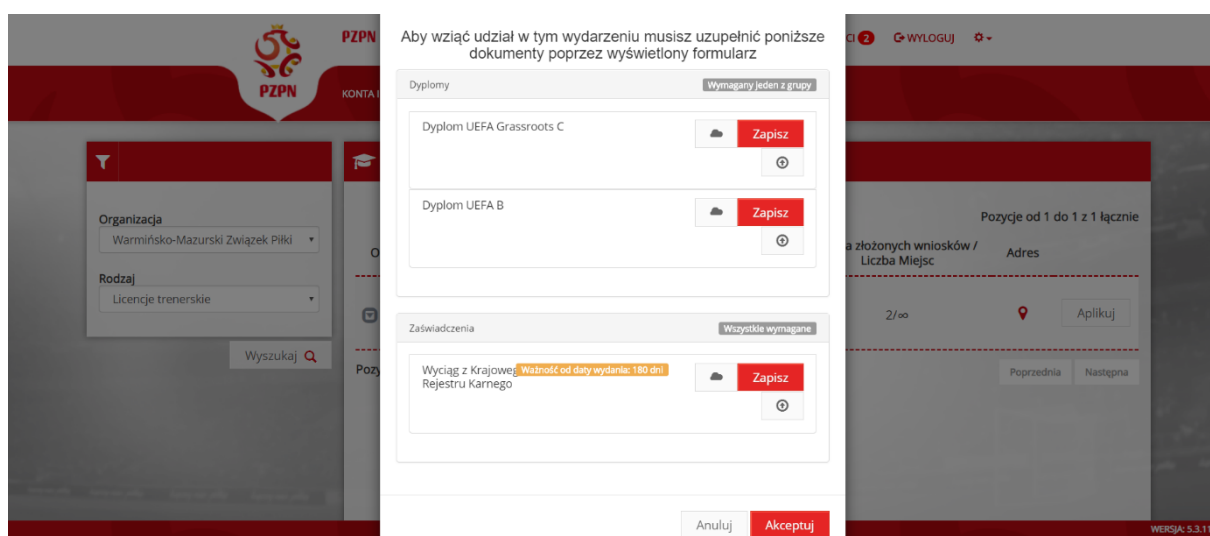 PZPN
PZPN
Aby wziąć udział w tym wydarzeniu musisz uzupełnić poniższe
dokumenty poprzez wyświetlony formularz
CI 2 WYLOGUJ
KONTA I
Dyplomy Wymagany jeden z grupy
Dyplom UEFA Grassroots C Zapisz
Dyplom UEFA B Zapisz
Organizacja
Warmińsko-Mazurski Związek Piłki
Rodzaj
Licencje trenerskie
Wyszukaj
Pozycje od 1 do 1 z 1 łącznie
O
a złożonych wniosków /
Liczba Miejsc
Adres
2/∞ Aplikuj
Pozy
Poprzednia Następna
Zaświadczenia Wszystkie wymagane
Wyciąg z Krajoweg Ważność od daty wydania: 180 dni
Rejestru Karnego
Zapisz
Anuluj Akceptuj
WERSJA: 5.3.11